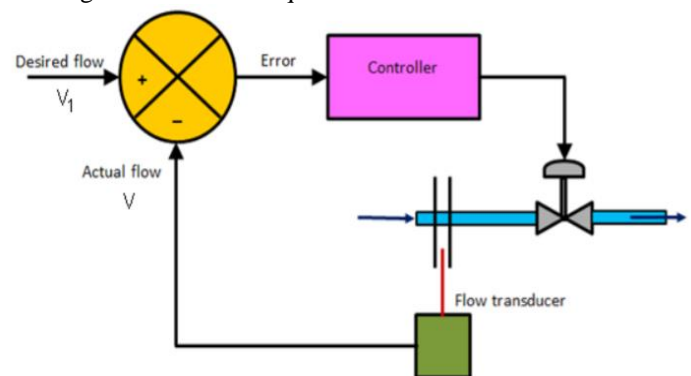 Desired flow
V₁
+
−
Error
Controller
Actual flow
V
Flow transducer